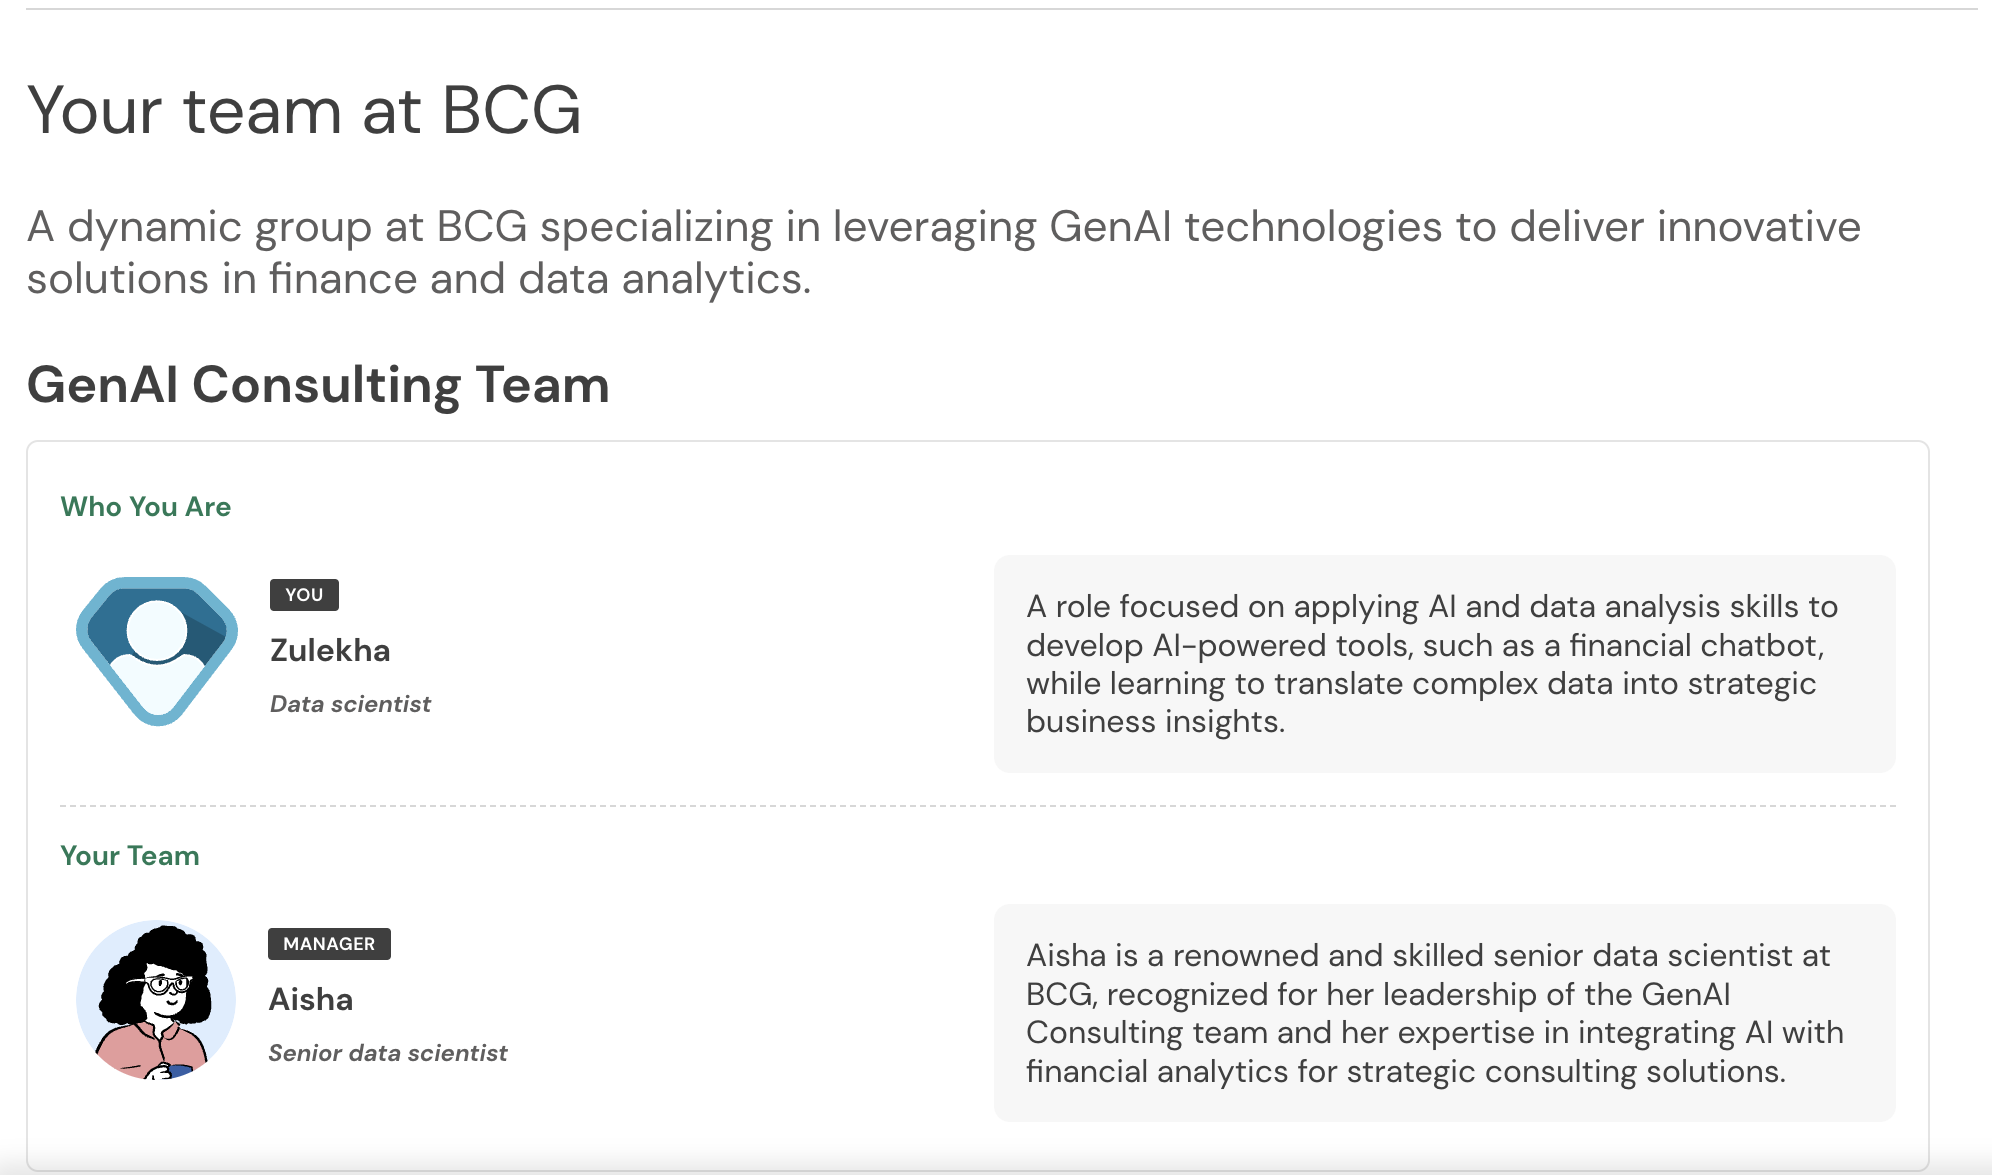 Your team at BCG
A dynamic group at BCG specializing in leveraging GenAI technologies to deliver innovative
solutions in finance and data analytics.
GenAI Consulting Team
Who You Are
YOU
Zulekha
Data scientist
A role focused on applying AI and data analysis skills to
develop AI-powered tools, such as a financial chatbot,
while learning to translate complex data into strategic
business insights.
Your Team
MANAGER
Aisha
Senior data scientist
Aisha is a renowned and skilled senior data scientist at
BCG, recognized for her leadership of the GenAI
Consulting team and her expertise in integrating AI with
financial analytics for strategic consulting solutions.